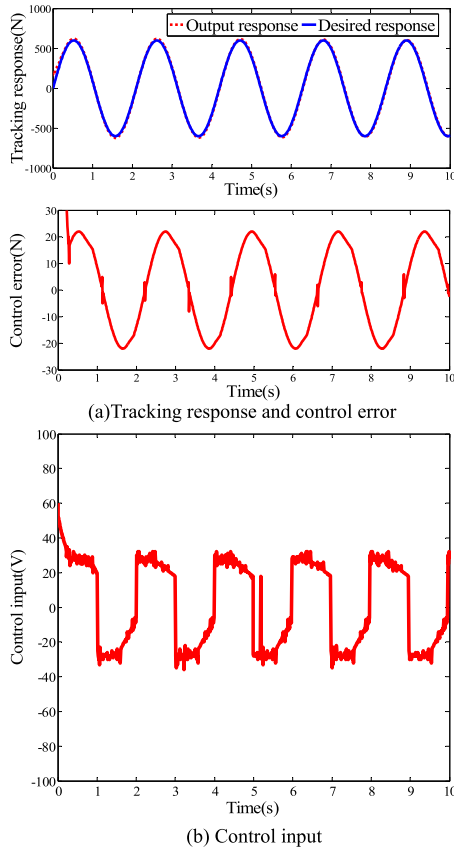 1000
500
0
-500
-1000
Tracking response(N)
Output response
Desired response
0 1 2 3 4 5 6 7 8 9 10
Time(s)
30
20
10
0
-10
-20
-30
Control error(N)
0 1 2 3 4 5 6 7 8 9 10
Time(s)
(a)Tracking response and control error
100
80
60
40
20
0
-20
-40
-60
-80
-100
Control input(V)
0 1 2 3 4 5 6 7 8 9 10
Time(s)
(b) Control input